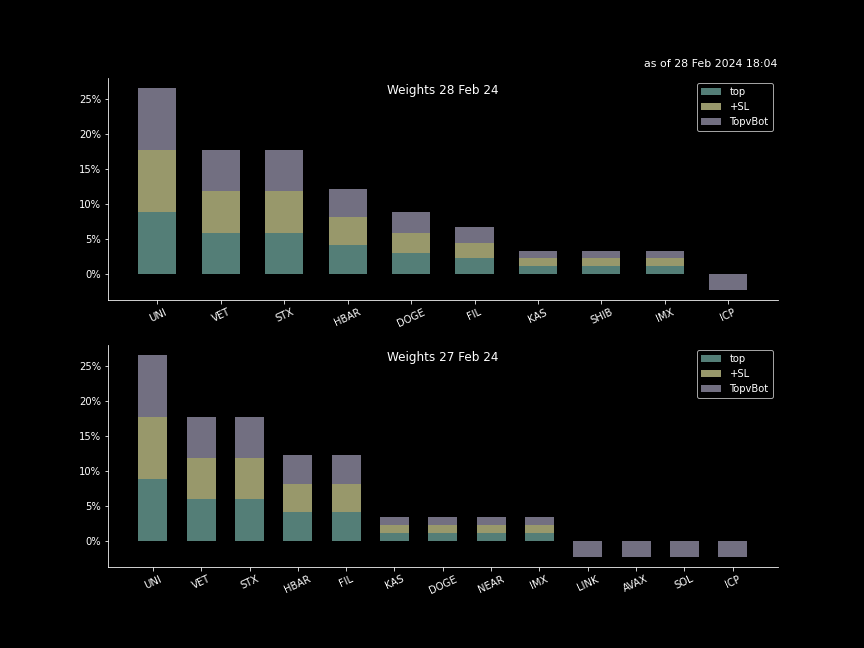 as of 28 Feb 2024 18:04
Weights 28 Feb 24
top
+SL
TopvBot
25%
20%
15%
10%
5%
0%
UNI VET STX HBAR DOGE FIL KAS SHIB IMX ICP
Weights 27 Feb 24
top
+SL
TopvBot
25%
20%
15%
10%
5%
0%
UNI VET STX HBAR FIL KAS DOGE NEAR IMX LINK AVAX SOL ICP